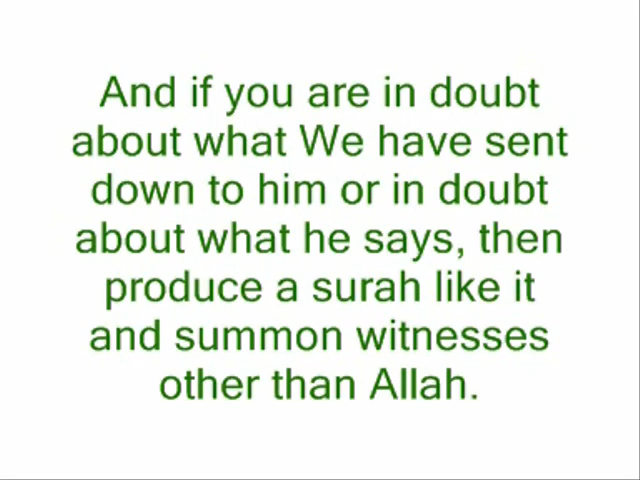 And if you are in doubt
about what We have sent
down to him or in doubt
about what he says, then
produce a surah like it
and summon witnesses
other than Allah.